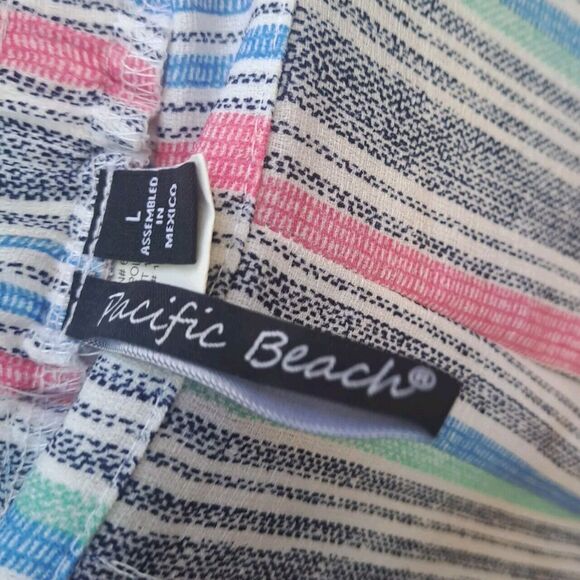 L
ASSEMBLED
IN
MEXICO
Pacific Beach®